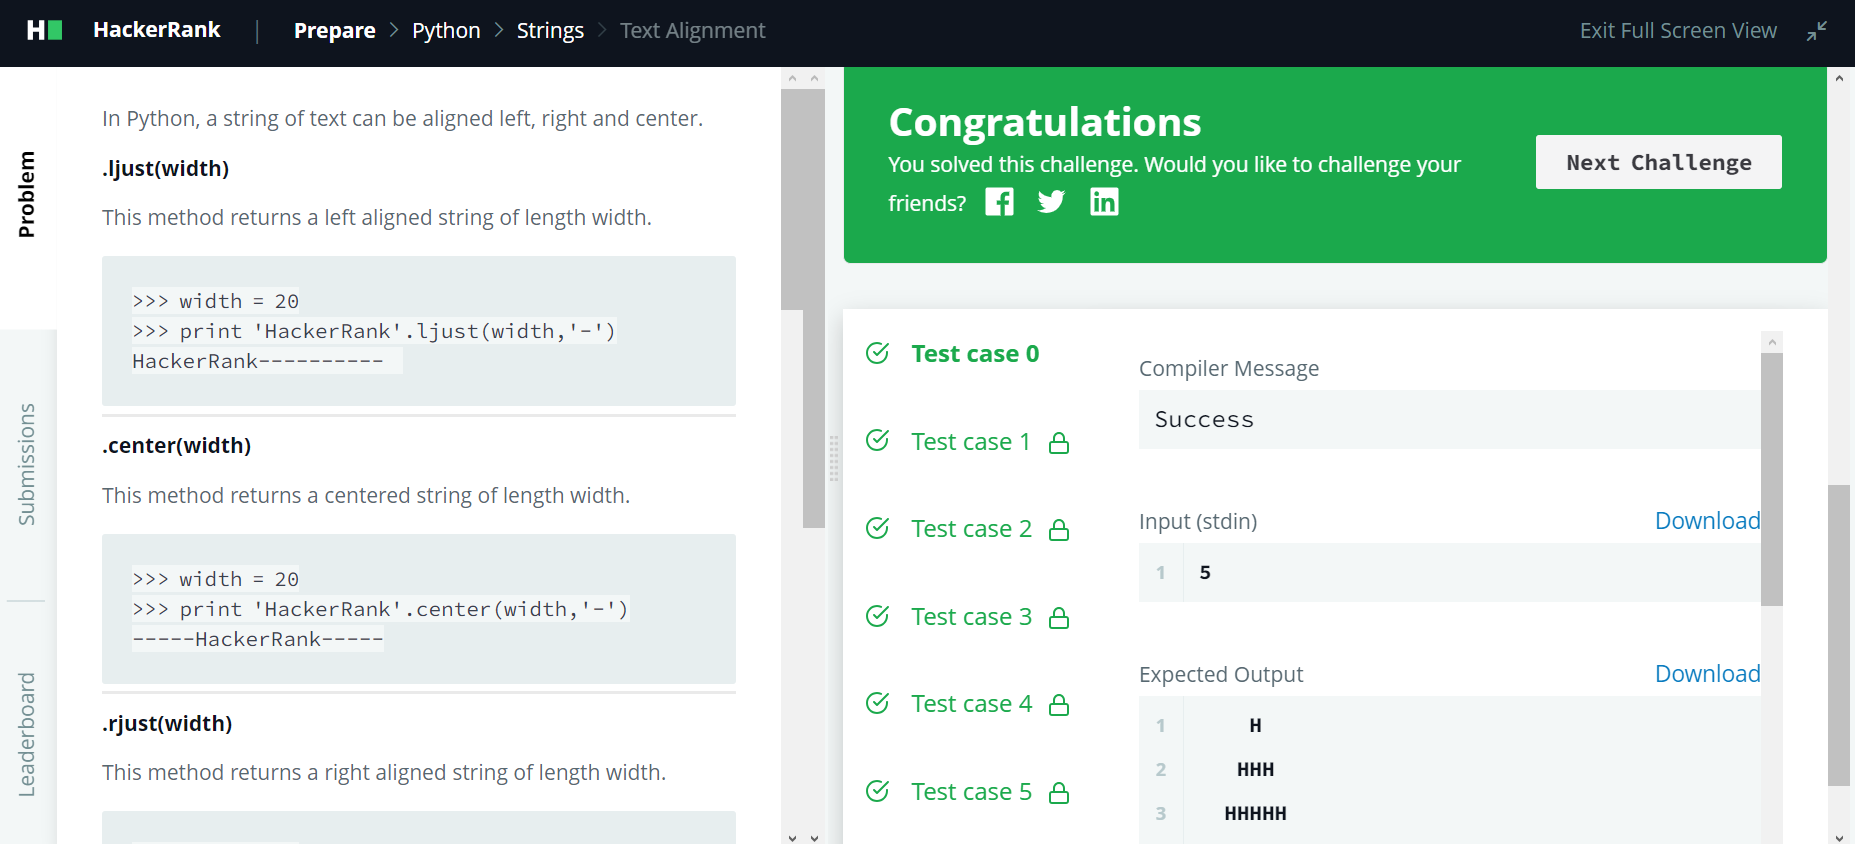 H HackerRank | Prepare > Python > Strings > Text Alignment Exit Full Screen View
Problem
Submissions
Leaderboard
In Python, a string of text can be aligned left, right and center.
.ljust(width)
This method returns a left aligned string of length width.
>>> width = 20
>>> print 'HackerRank'.ljust(width,'-')
HackerRank----------
.center(width)
This method returns a centered string of length width.
>>> width = 20
>>> print 'HackerRank'.center(width,'-')
-----HackerRank-----
.rjust(width)
This method returns a right aligned string of length width.
Congratulations
You solved this challenge. Would you like to challenge your
friends?
Next Challenge
Test case 0
Test case 1
Test case 2
Test case 3
Test case 4
Test case 5
Compiler Message
Success
Input (stdin) Download
1 5
Expected Output Download
1     H
2    HHH
3   HHHHH